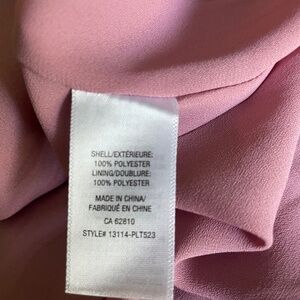 SHELL/EXTÉRIEURE:
100% POLYESTER
LINING/DOUBLURE:
100% POLYESTER
MADE IN CHINA/
FABRIQUÉ EN CHINE
CA 62810
STYLE# 13114-PLT523